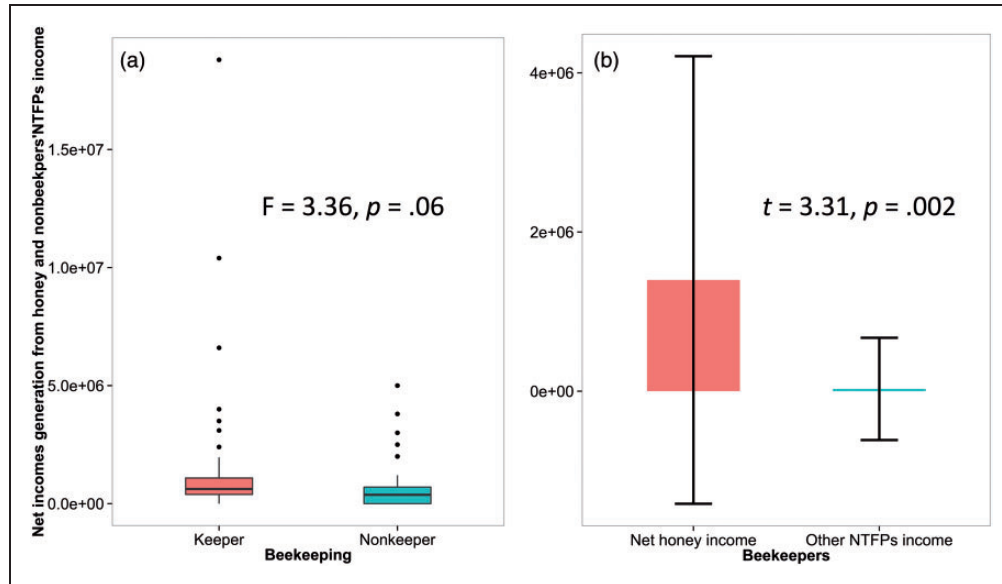 Net incomes generation from honey and nonbeekpers'NTFPs income
(a)
1.5e+07
1.0e+07
5.0e+06
0.0e+00
F = 3.36, p = .06
Keeper
Nonkeeper
Beekeeping
(b)
4e+06
2e+06
0e+00
t = 3.31, p = .002
Net honey income
Other NTFPs income
Beekeepers